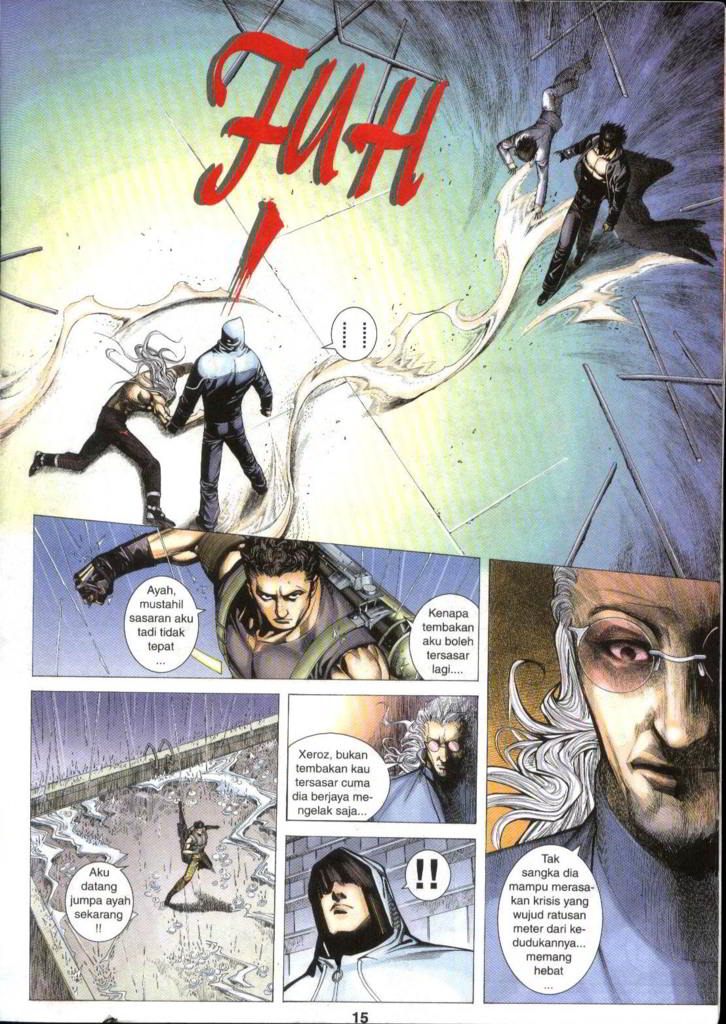 FUH
!
......
Ayah,
mustahil
sasaran aku
tadi tidak
tepat
...
Kenapa
tembakan
aku boleh
tersasar
lagi....
Xeroz, bukan
tembakan kau
tersasar cuma
dia berjaya me-
ngelak saja...
Tak
sangka dia
mampu merasa-
kan krisis yang
wujud ratusan
meter dari ke-
dudukannya...
memang
hebat
...
Aku
datang
jumpa ayah
sekarang
!!
!!
15